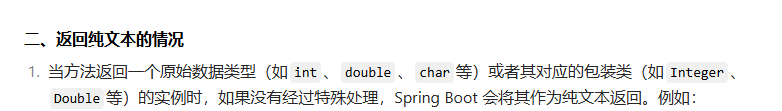 二、返回纯文本的情况
1. 当方法返回一个原始数据类型（如 int 、 double 、 char 等）或者其对应的包装类（如 Integer 、
Double 等）的实例时，如果没有经过特殊处理，Spring Boot 会将其作为纯文本返回。例如：